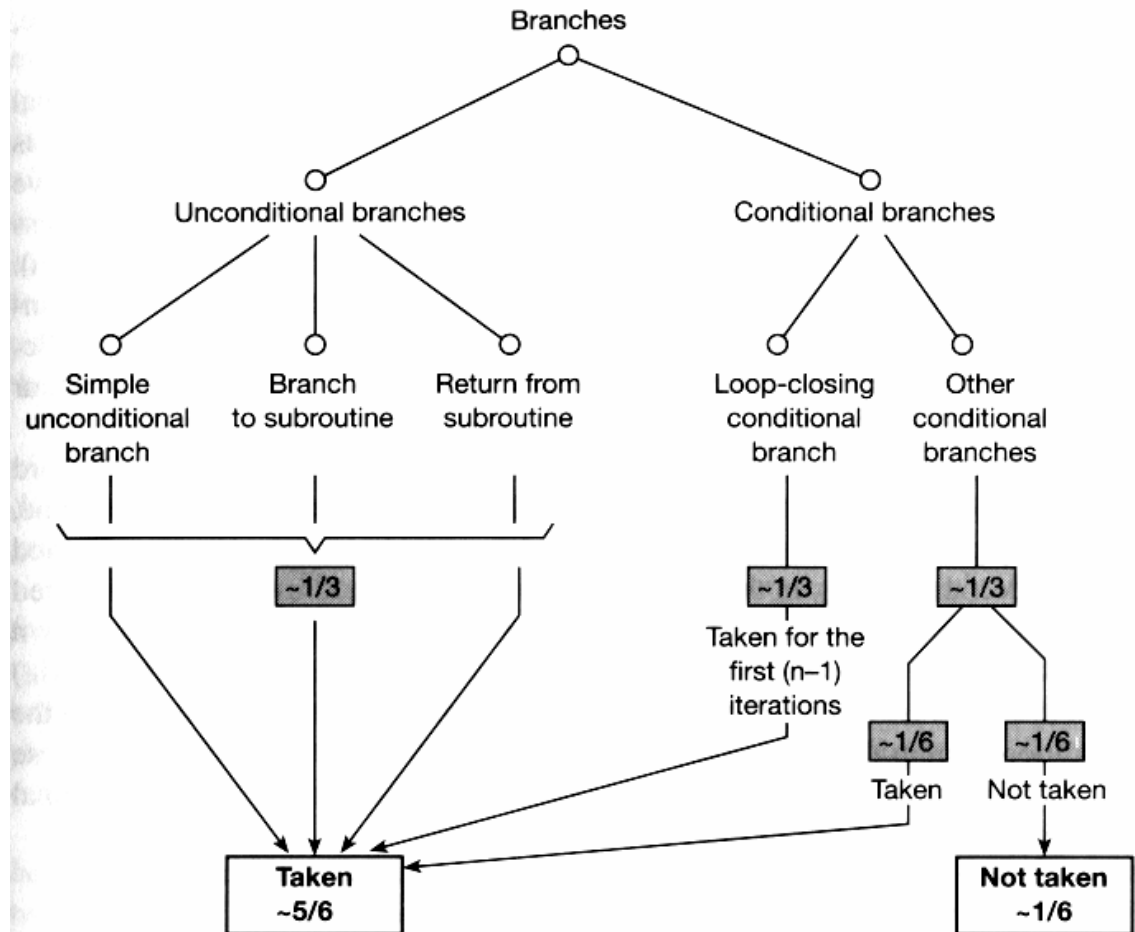 Branches
Unconditional branches
Conditional branches
Simple
unconditional
branch
Branch
to subroutine
Return from
subroutine
Loop-closing
conditional
branch
Other
conditional
branches
~1/3
~1/3
~1/3
Taken for the
first (n–1)
iterations
~1/6
~1/6
Taken
Not taken
Taken
~5/6
Not taken
~1/6